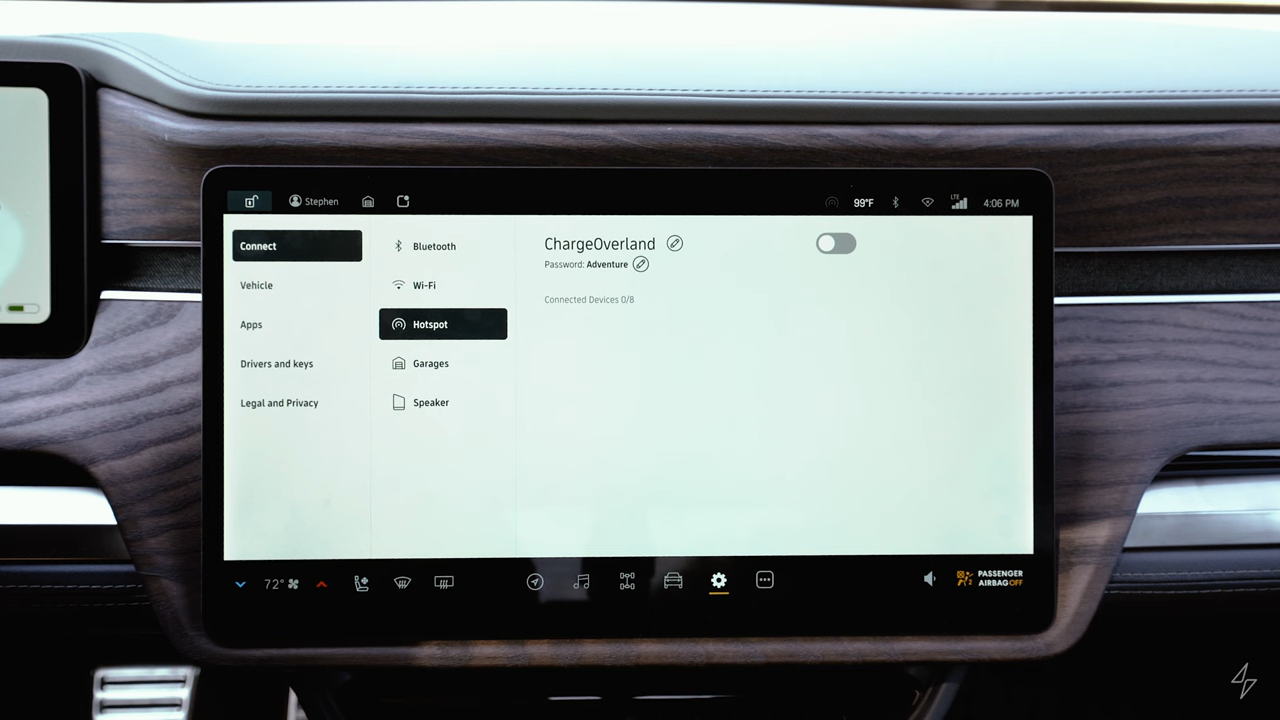 Stephen
99°F
LTE
4:06 PM
Connect
Vehicle
Apps
Drivers and keys
Legal and Privacy
Bluetooth
Wi-Fi
Hotspot
Garages
Speaker
ChargeOverland
Password: Adventure
Connected Devices 0/8
72°
PASSENGER
AIRBAG OFF